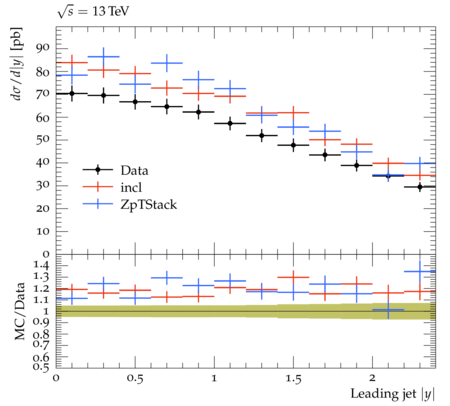 √s = 13 TeV
dσ/d|y| [pb]
90
80
70
60
50
40
30
20
10
0
Data
incl
ZpTStack
MC/Data
1.4
1.3
1.2
1.1
1
0.9
0.8
0.7
0.6
0.5
0 0.5 1 1.5 2
Leading jet |y|